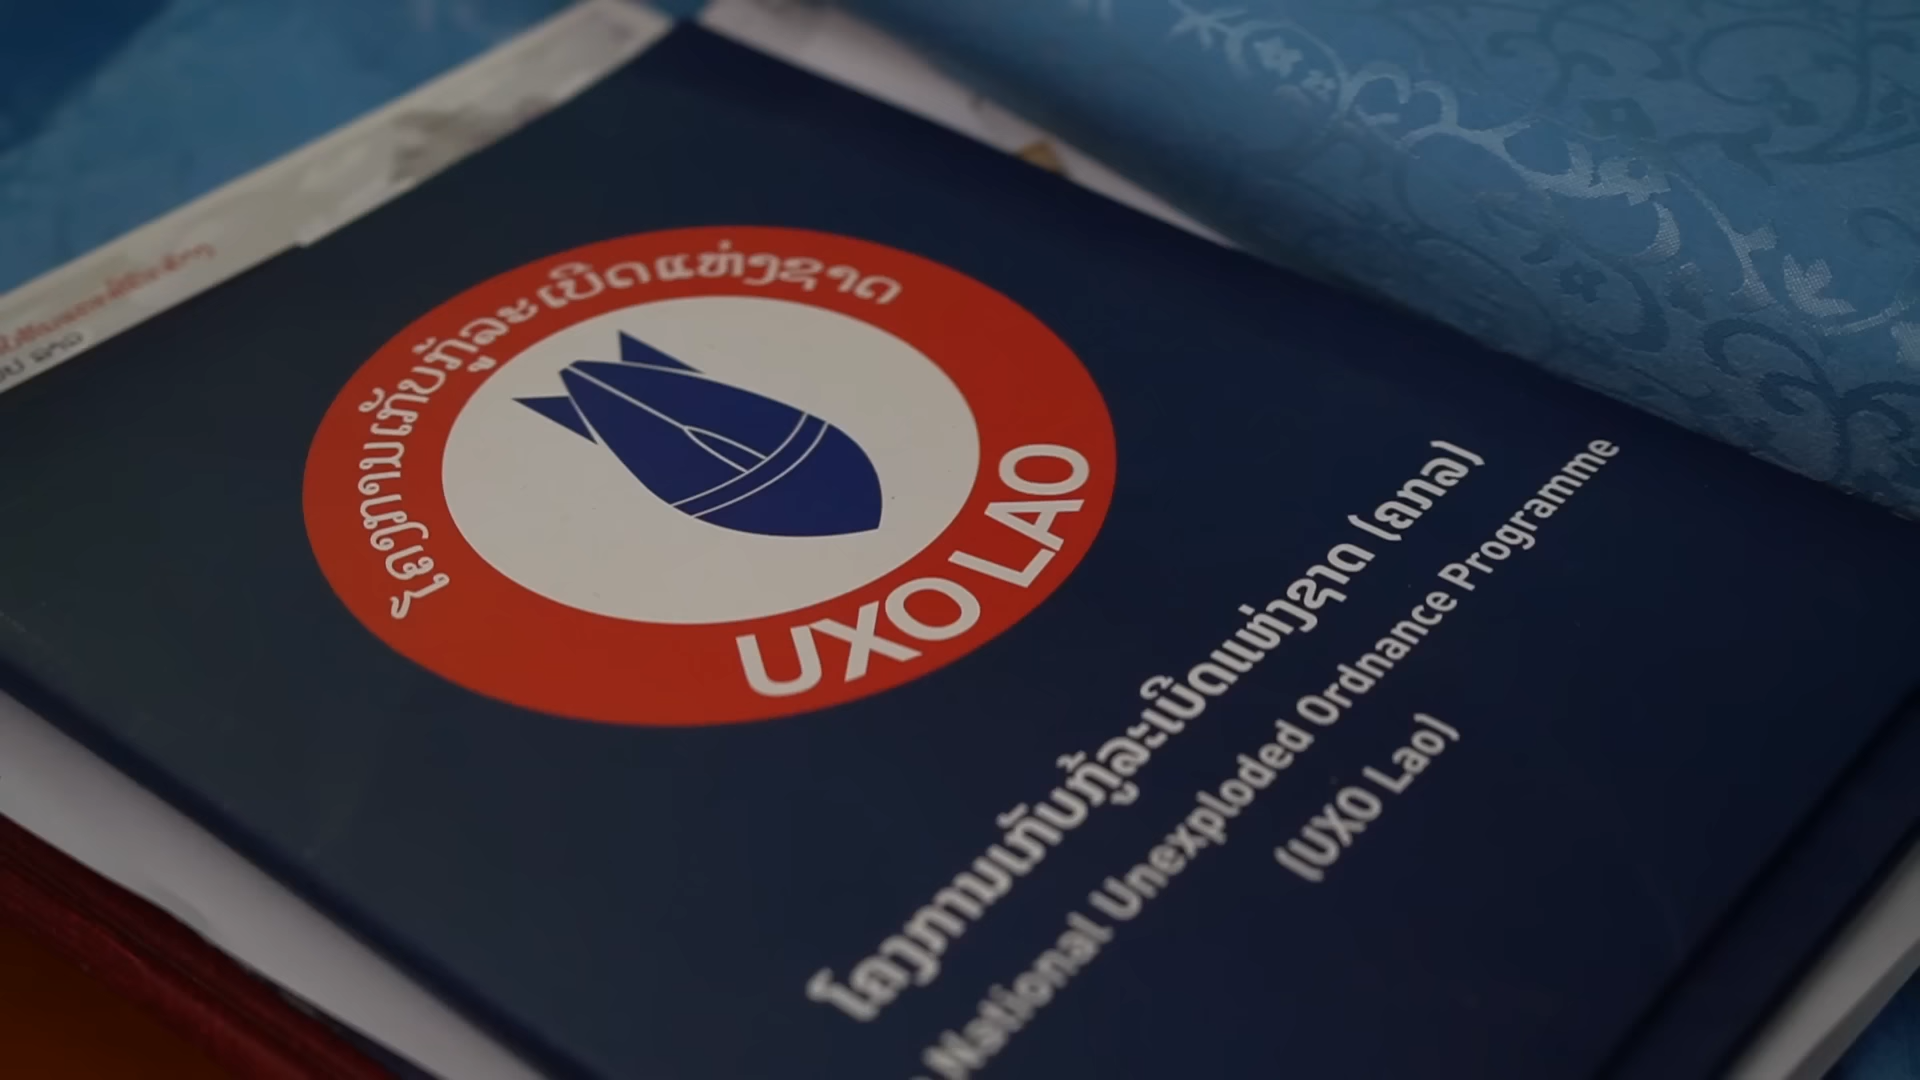 ໂຄງການເກັບກູ້ລະເບີດແຫ່ງຊາດ
UXO LAO
ໂຄງການເກັບກູ້ລະເບີດແຫ່ງຊາດ (ຄກລ)
National Unexploded Ordnance Programme
(UXO Lao)